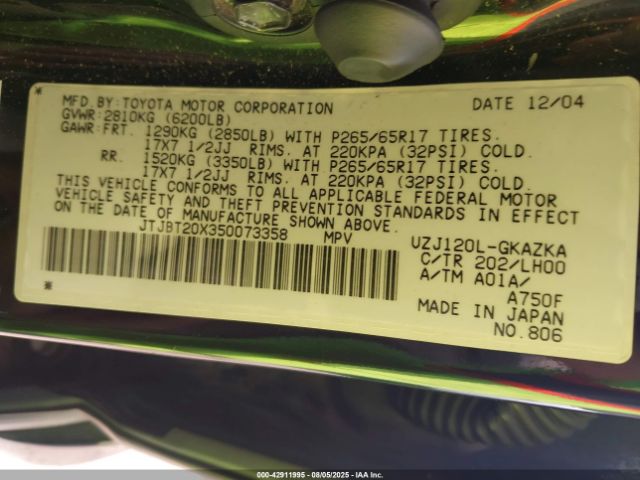 MFD.BY:TOYOTA MOTOR CORPORATION DATE 12/04
GVWR:2810KG (6200LB)
GAWR:FRT. 1290KG (2850LB) WITH P265/65R17 TIRES.
17X7 1/2JJ RIMS. AT 220KPA (32PSI) COLD.
RR. 1520KG (3350LB) WITH P265/65R17 TIRES.
17X7 1/2JJ RIMS. AT 220KPA (32PSI) COLD.
THIS VEHICLE CONFORMS TO ALL APPLICABLE FEDERAL MOTOR
VEHICLE SAFETY AND THEFT PREVENTION STANDARDS IN EFFECT
ON THE DATE OF MANUFACTURE SHOWN ABOVE.
JTJBT20X350073358 MPV UZJ120L-GKAZKA
C/TR 202/LH00
A/TM A01A/
A750F
MADE IN JAPAN
NO.806
000-42911995 - 08/05/2025 - IAA Inc.